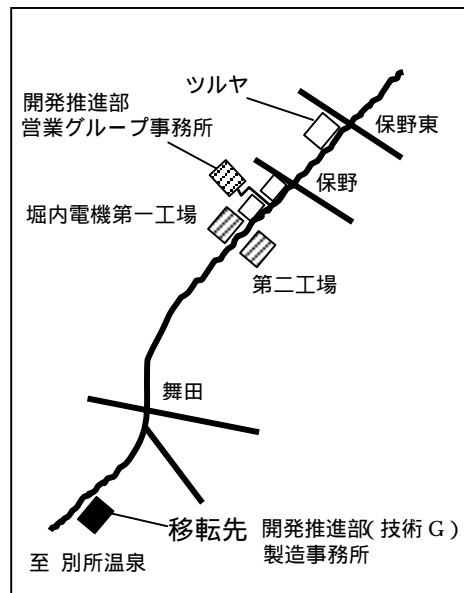 ツルヤ
開発推進部
営業グループ事務所
保野東
保野
堀内電機第一工場
第二工場
舞田
移転先 開発推進部(技術G)
製造事務所
至 別所温泉